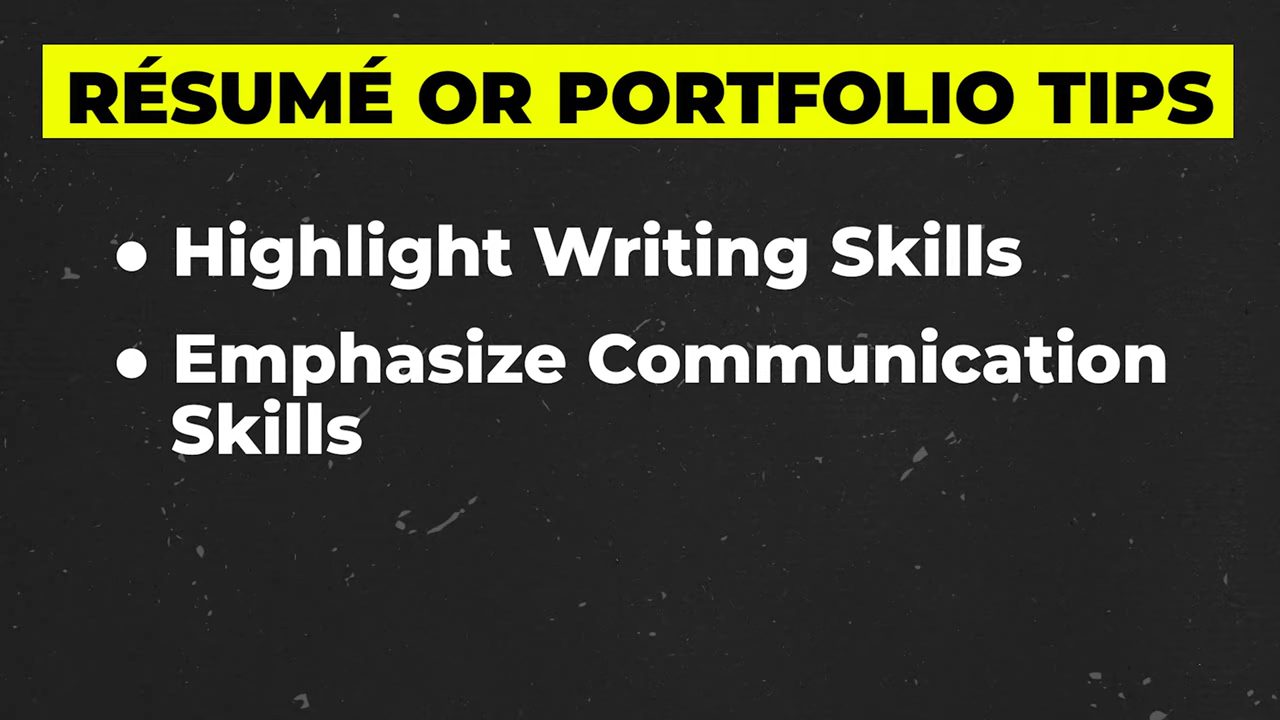 RÉSUMÉ OR PORTFOLIO TIPS
● Highlight Writing Skills
● Emphasize Communication
Skills